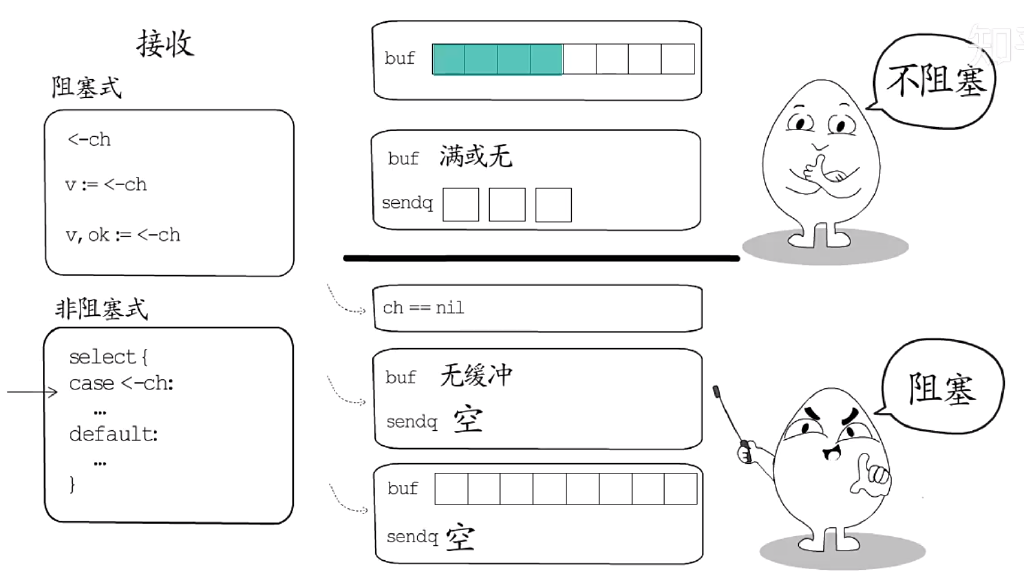 接收
阻塞式
<-ch
v := <-ch
v, ok := <-ch
非阻塞式
select {
case <-ch:
...
default:
...
}
buf
buf 满或无
sendq
ch == nil
buf 无缓冲
sendq 空
buf
sendq 空
不阻塞
阻塞